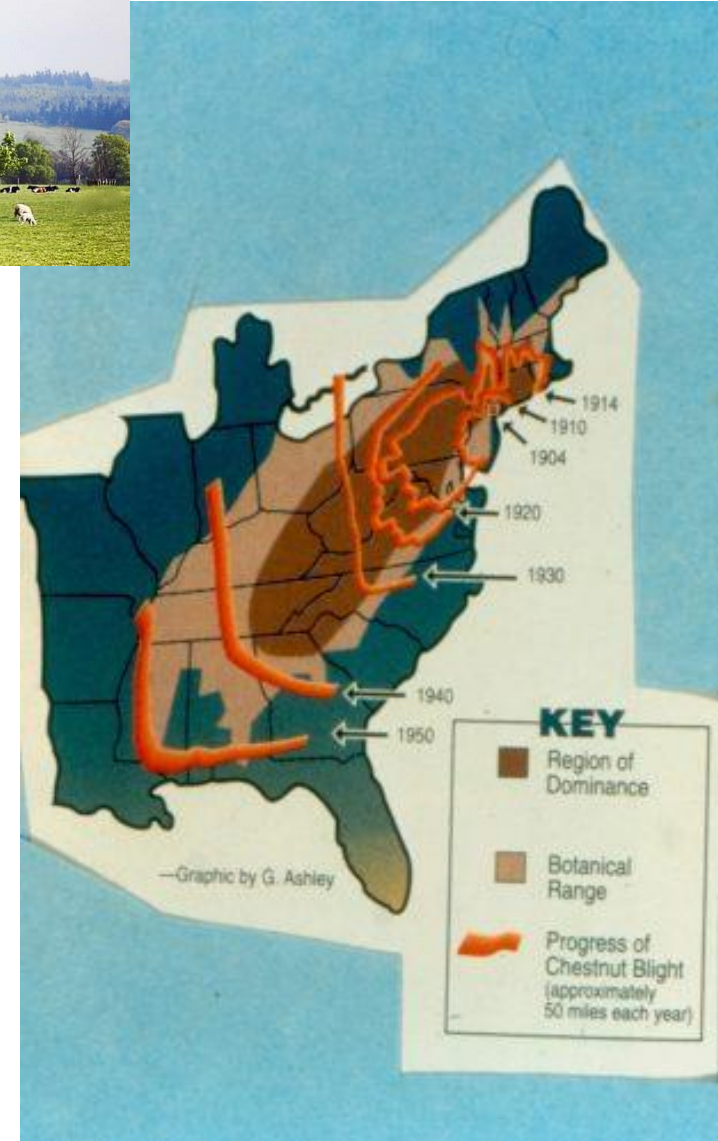 1914
1910
1904
1920
1930
1940
1950
—Graphic by G. Ashley
KEY
Region of
Dominance
Botanical
Range
Progress of
Chestnut Blight
(approximately
50 miles each year)